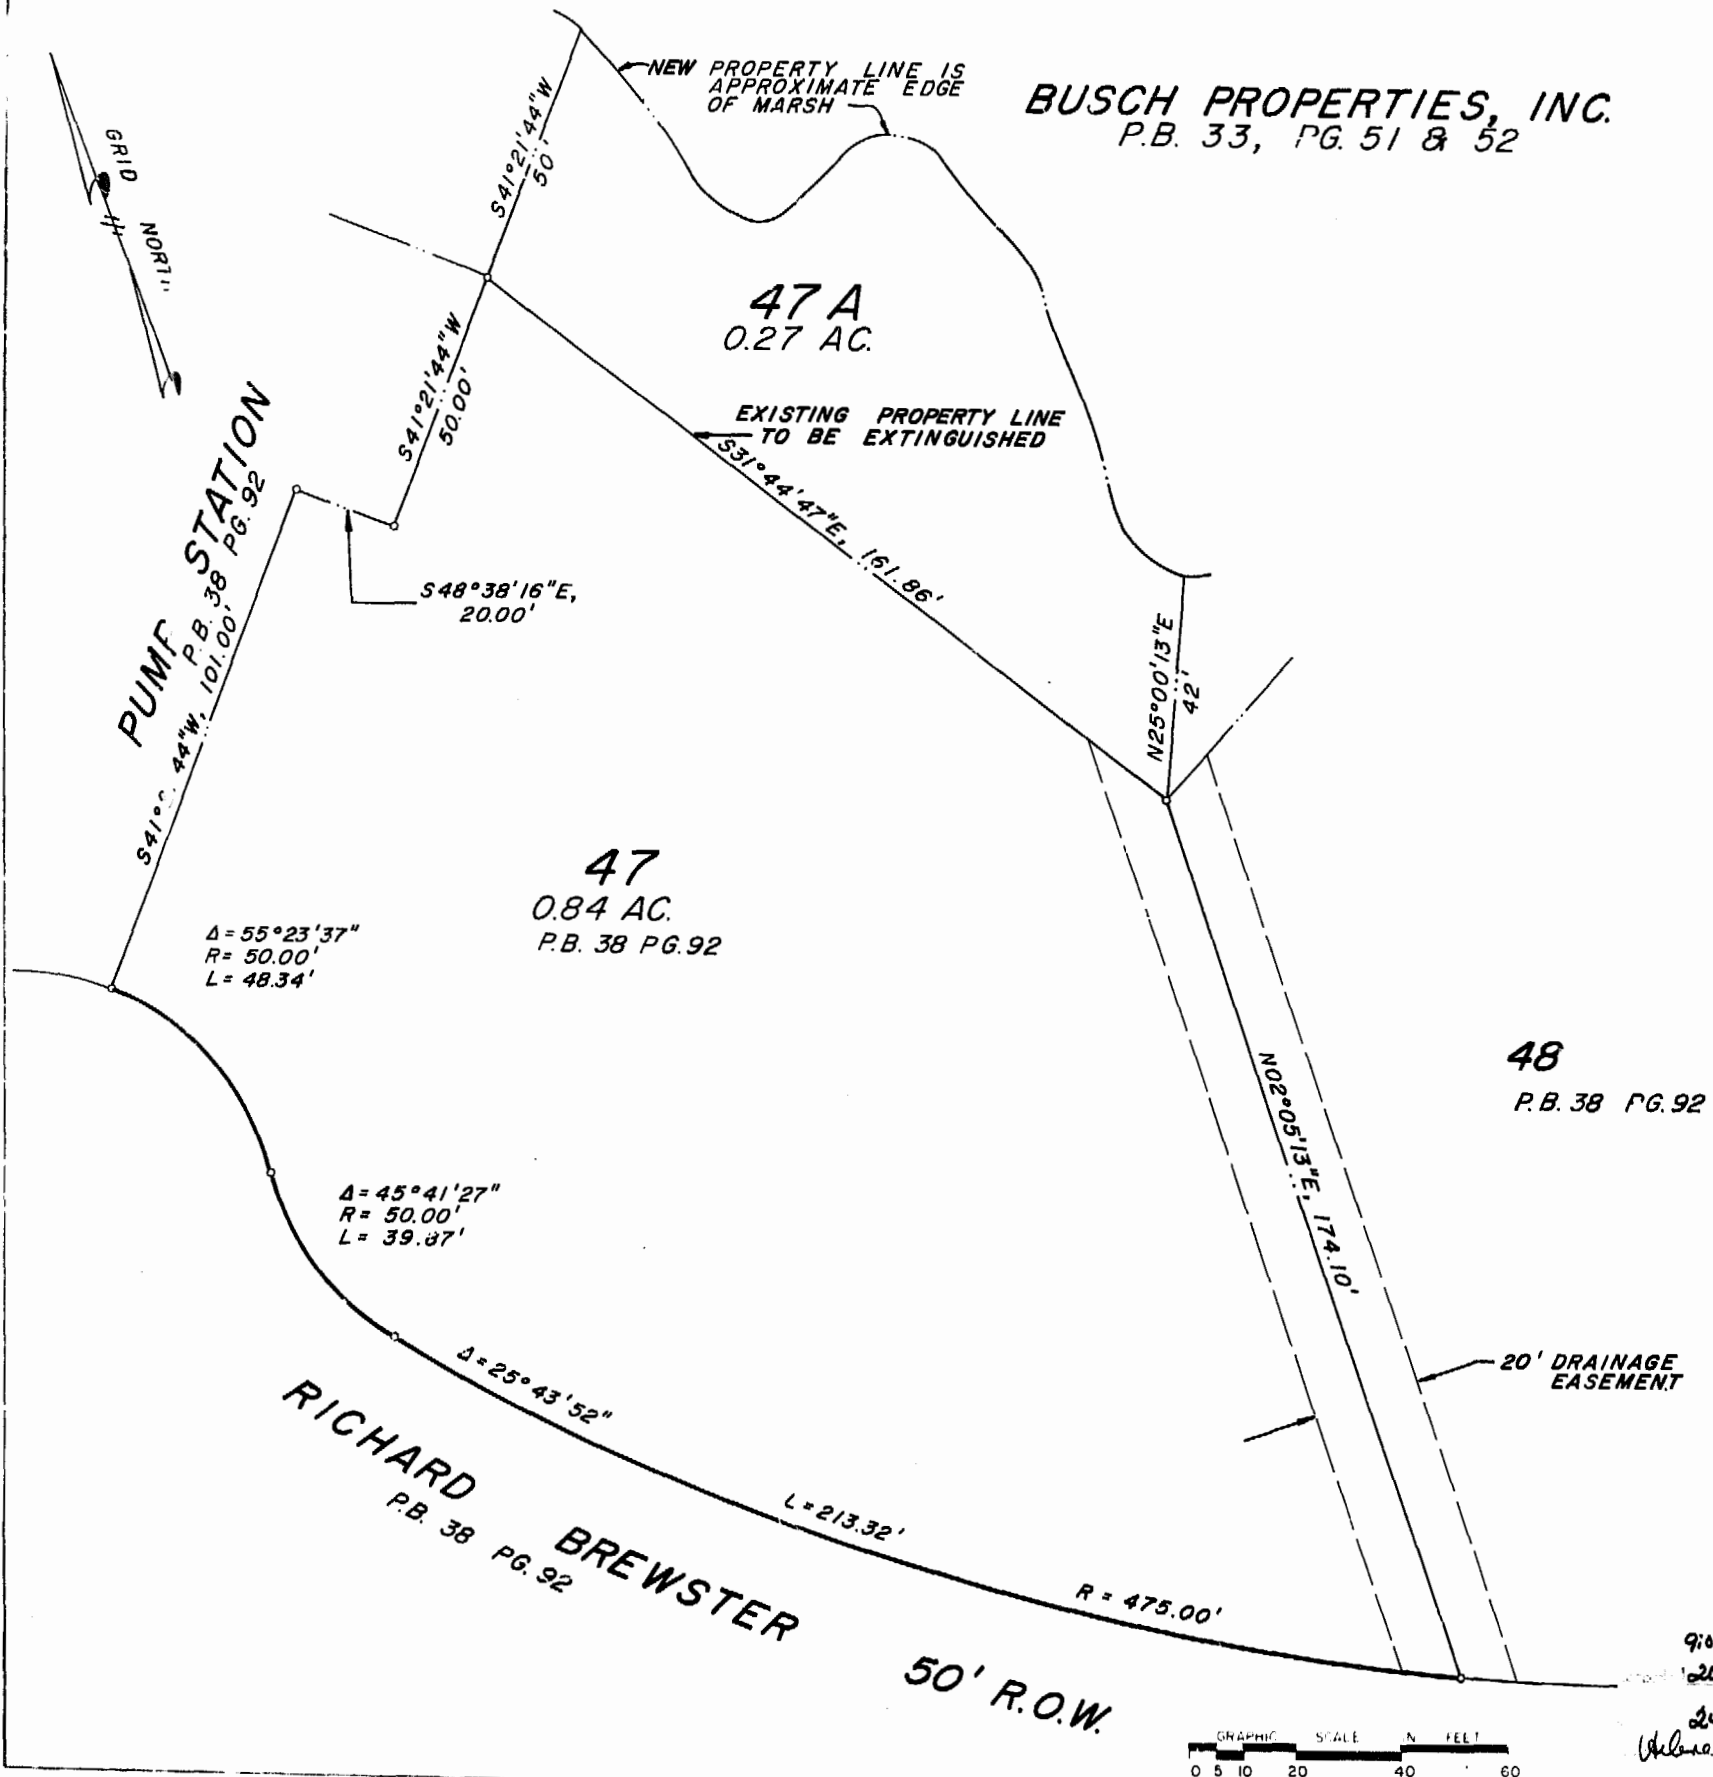 NEW PROPERTY LINE IS
APPROXIMATE EDGE
OF MARSH
BUSCH PROPERTIES, INC.
P.B. 33, PG. 51 & 52
GRID
NORTH
S41°21'44"W
50'
47 A
0.27 AC.
S41°21'44"W
50.00'
EXISTING PROPERTY LINE
TO BE EXTINGUISHED
S31°44'47"E, 161.86'
PUMP STATION
P.B. 38 PG. 92
S48°38'16"E,
20.00'
44"W, 101.00'
N25°00'13"E
42'
47
0.84 AC.
P.B. 38 PG. 92
Δ = 55°23'37"
R = 50.00'
L = 48.34'
48
P.B. 38 PG. 92
N02°05'13"E, 174.10'
Δ = 45°41'27"
R = 50.00'
L = 39.87'
20' DRAINAGE
EASEMENT
Δ = 25°43'52"
L = 213.32'
R = 475.00'
RICHARD BREWSTER
P.B. 38 PG. 92
50' R.O.W.
GRAPHIC SCALE IN FEET
0 5 10 20 40 60